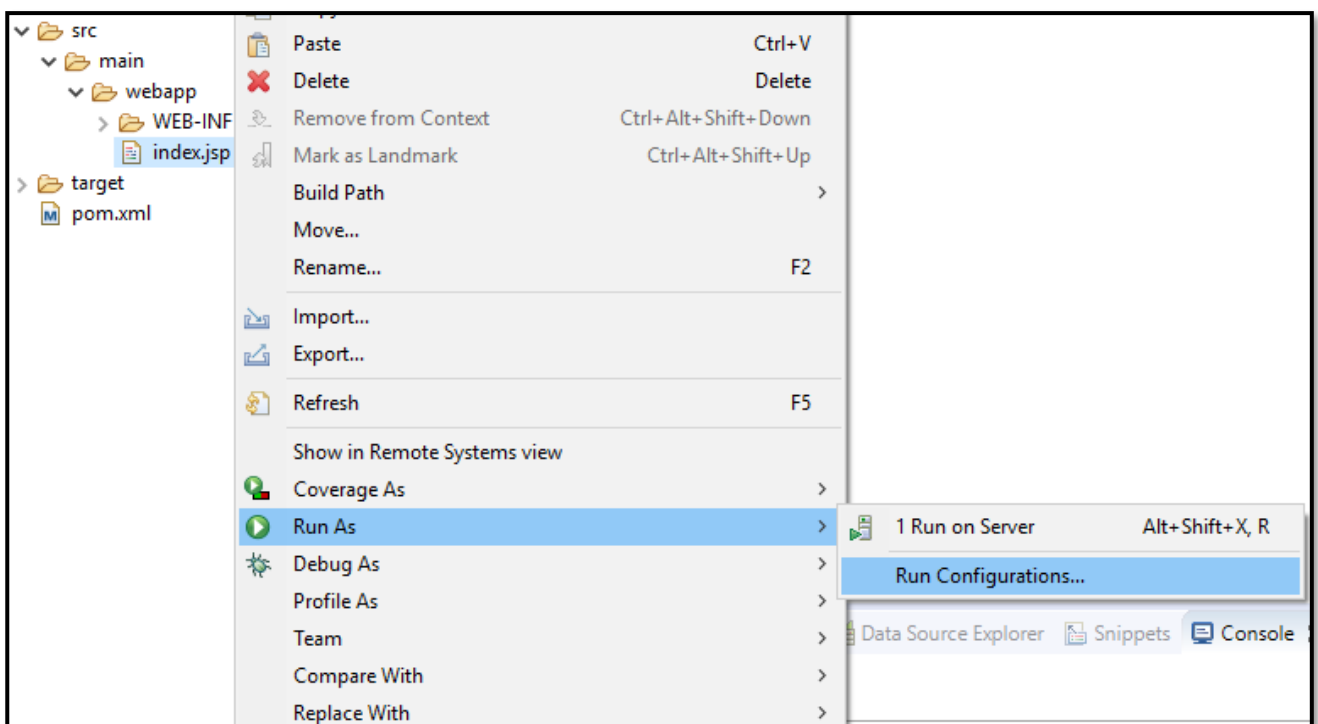 src
main
webapp
WEB-INF
index.jsp
target
pom.xml
Paste Ctrl+V
Delete Delete
Remove from Context Ctrl+Alt+Shift+Down
Mark as Landmark Ctrl+Alt+Shift+Up
Build Path
Move...
Rename... F2
Import...
Export...
Refresh F5
Show in Remote Systems view
Coverage As
Run As
Debug As
Profile As
Team
Compare With
Replace With
1 Run on Server Alt+Shift+X, R
Run Configurations...
Data Source Explorer Snippets Console